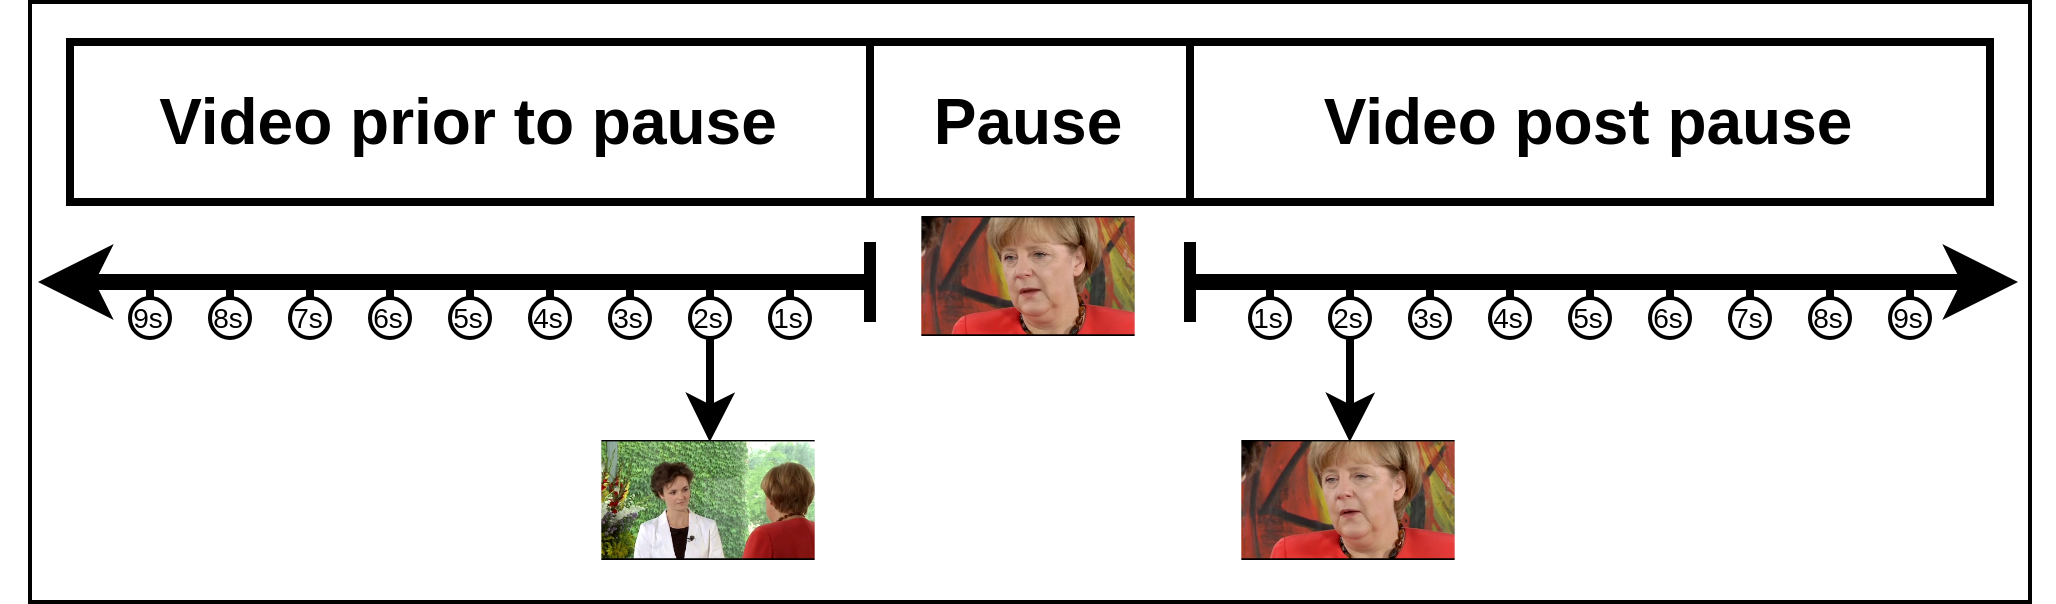 Video prior to pause
Pause
Video post pause
9s 8s 7s 6s 5s 4s 3s 2s 1s
1s 2s 3s 4s 5s 6s 7s 8s 9s